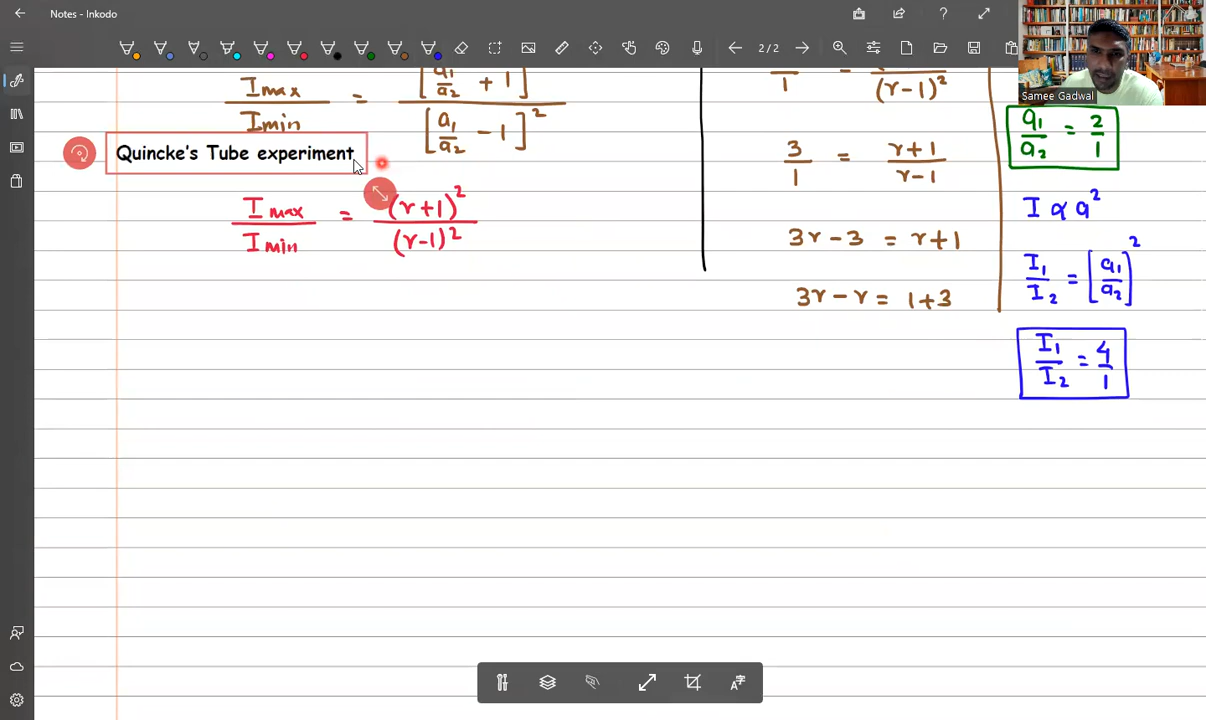 Notes - Inkodo
2 / 2
Samee Gadwal
Imax / Imin = [a1/a2 + 1] / [a1/a2 - 1]²
Quincke's Tube experiment
Imax / Imin = (r+1)² / (r-1)²
1 = (r-1)²
3/1 = r+1 / r-1
3r - 3 = r+1
3r - r = 1+3
a1/a2 = 2/1
I ∝ a²
I1/I2 = [a1/a2]²
I1/I2 = 4/1